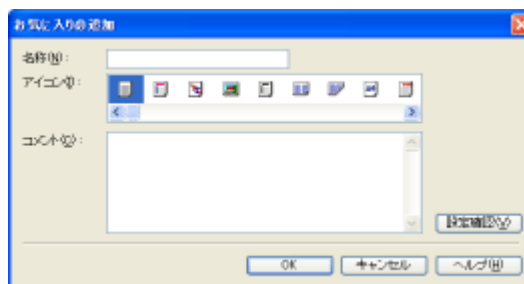 お気に入りの追加
名称(N):
アイコン(I):
コメント(C):
設定確認(V)
OK
キャンセル
ヘルプ(H)